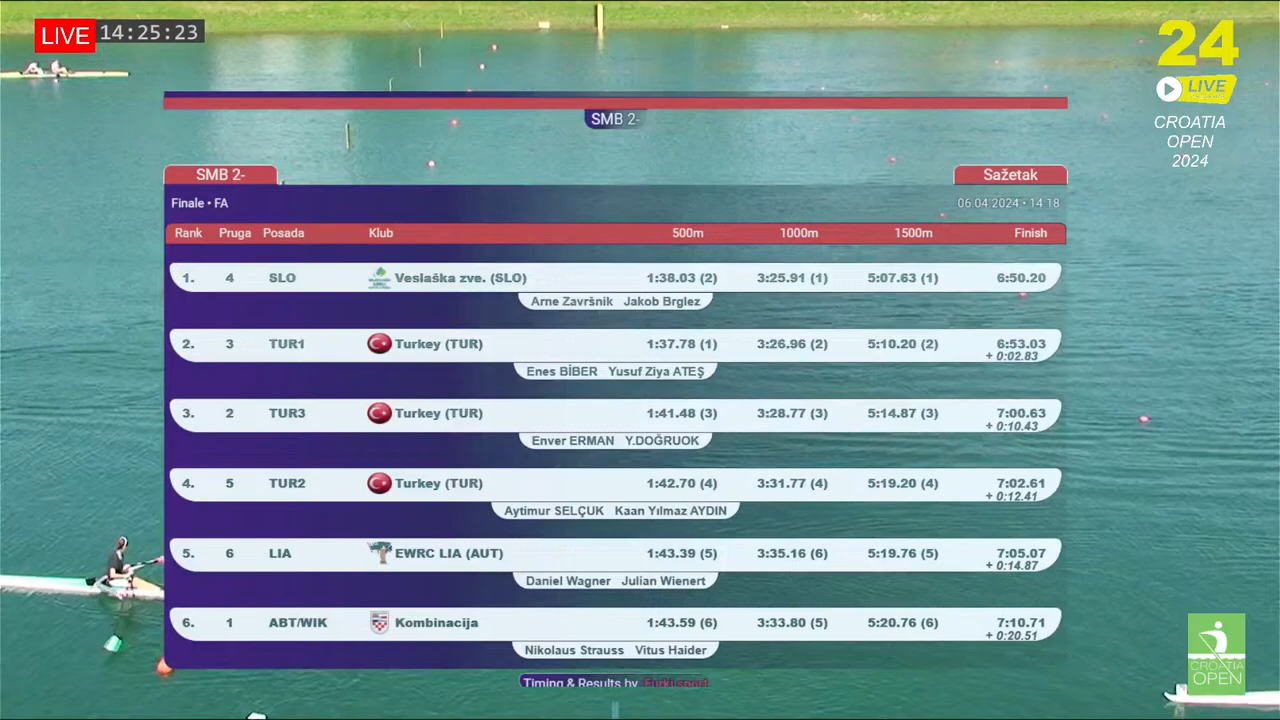 LIVE 14:25:23
24
LIVE
CROATIA
OPEN
2024
SMB 2-
SMB 2- Sažetak
Finale • FA 06.04.2024 • 14:18
Rank Pruga Posada Klub 500m 1000m 1500m Finish
1. 4 SLO Veslaška zve. (SLO) 1:38.03 (2) 3:25.91 (1) 5:07.63 (1) 6:50.20
Arne Završnik Jakob Brglez
2. 3 TUR1 Turkey (TUR) 1:37.78 (1) 3:26.96 (2) 5:10.20 (2) 6:53.03
+ 0:02.83
Enes BİBER Yusuf Ziya ATEŞ
3. 2 TUR3 Turkey (TUR) 1:41.48 (3) 3:28.77 (3) 5:14.87 (3) 7:00.63
+ 0:10.43
Enver ERMAN Y.DOĞRUOK
4. 5 TUR2 Turkey (TUR) 1:42.70 (4) 3:31.77 (4) 5:19.20 (4) 7:02.61
+ 0:12.41
Aytimur SELÇUK Kaan Yılmaz AYDIN
5. 6 LIA EWRC LIA (AUT) 1:43.39 (5) 3:35.16 (6) 5:19.76 (5) 7:05.07
+ 0:14.87
Daniel Wagner Julian Wienert
6. 1 ABT/WIK Kombinacija 1:43.59 (6) 3:33.80 (5) 5:20.76 (6) 7:10.71
+ 0:20.51
Nikolaus Strauss Vitus Haider
Timing & Results by
CROATIA
OPEN